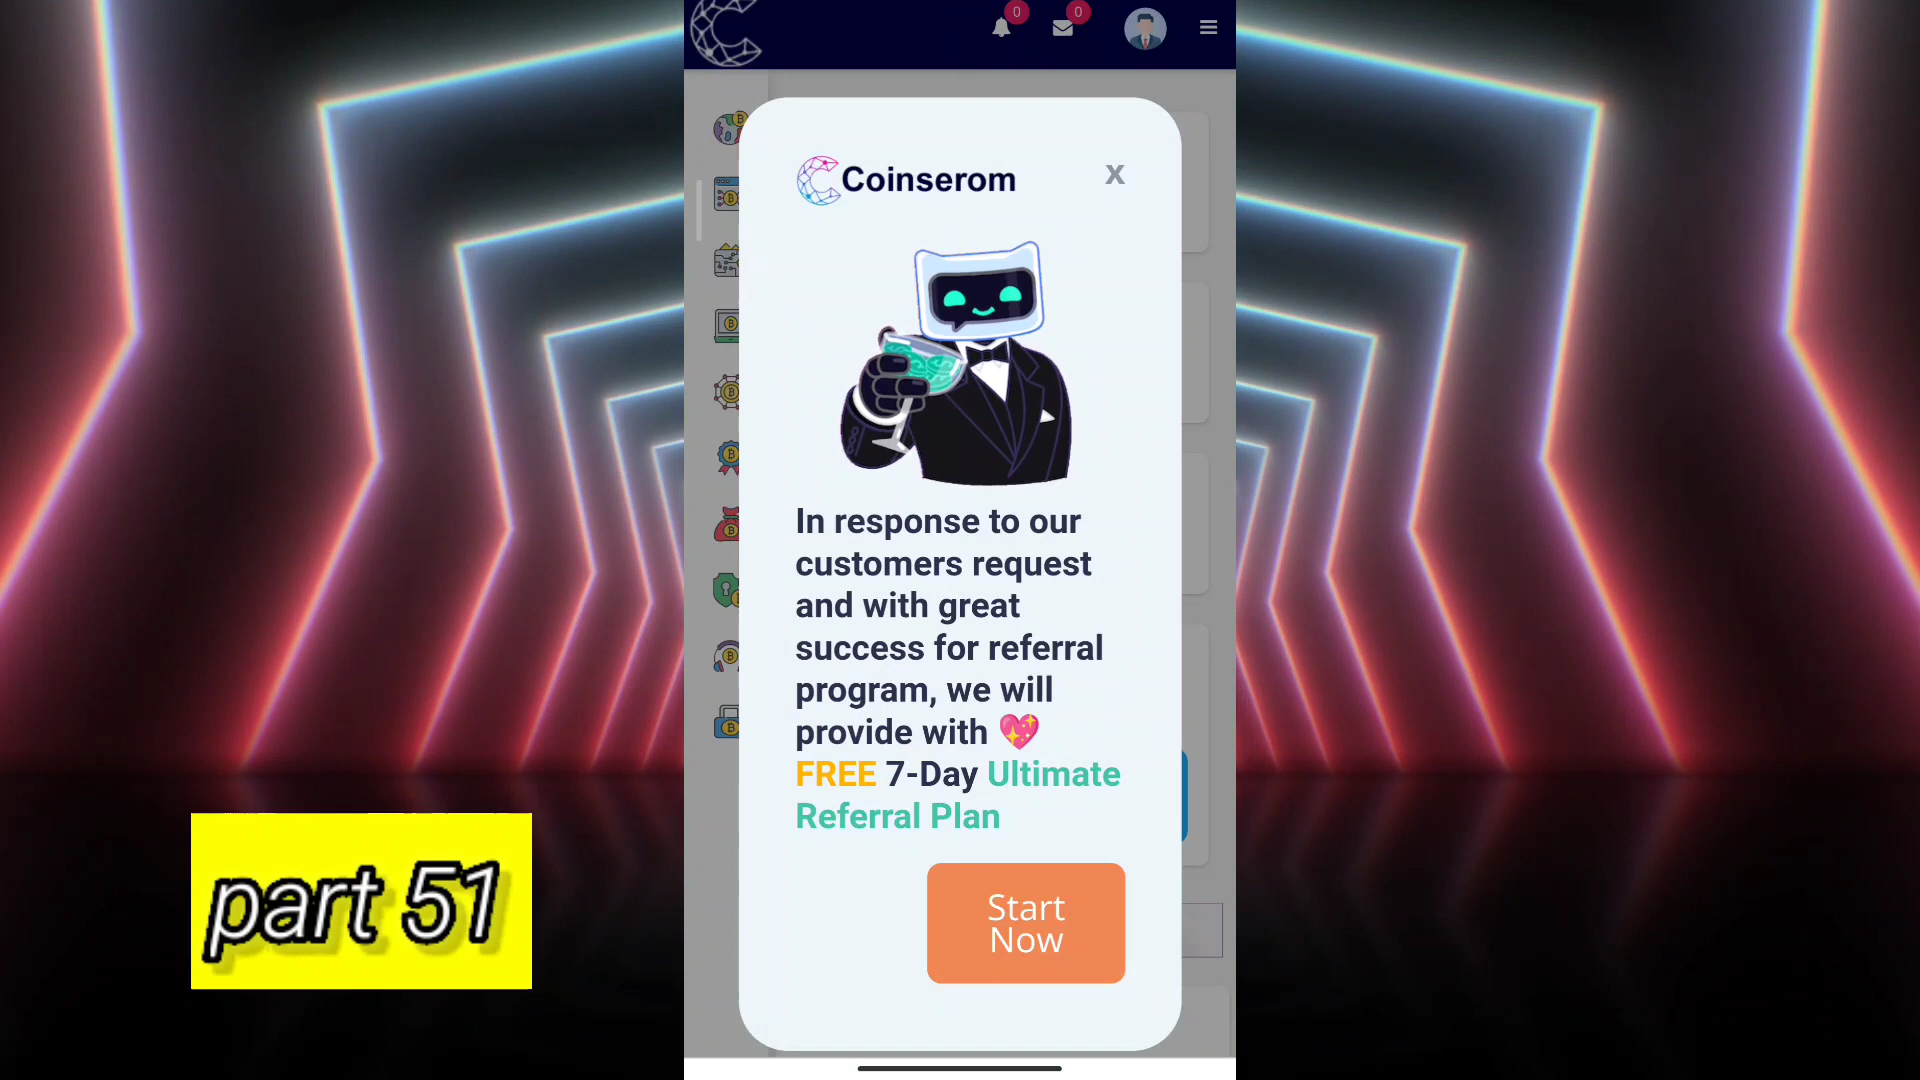 0
0
Coinserom
X
In response to our
customers request
and with great
success for referral
program, we will
provide with 💖
FREE 7-Day Ultimate
Referral Plan
Start
Now
part 51